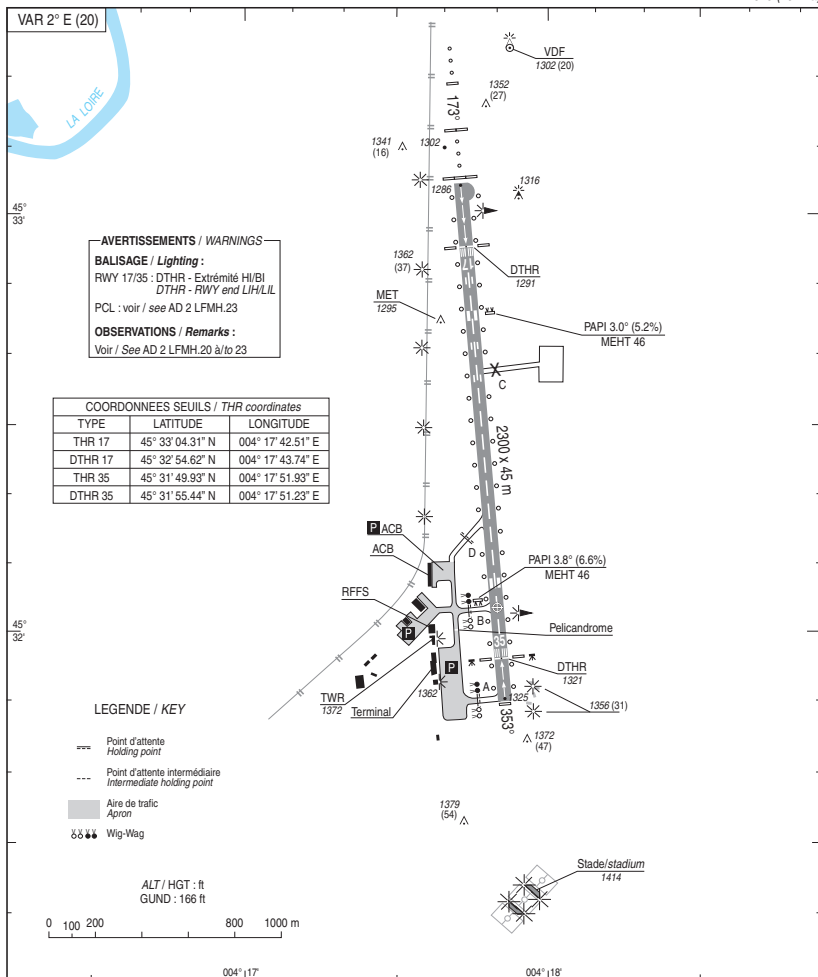 VAR 2° E (20)
VDF
1302 (20)
1352
(27)
LA LOIRE
173°
1341
(16)
1302
1286
1316
45°
33'
AVERTISSEMENTS / WARNINGS
BALISAGE / Lighting :
RWY 17/35 : DTHR - Extrémité HI/BI
DTHR - RWY end LIH/LIL
PCL : voir / see AD 2 LFMH.23
OBSERVATIONS / Remarks :
Voir / See AD 2 LFMH.20 à/to 23
1362
(37)
17
DTHR
1291
MET
1295
PAPI 3.0° (5.2%)
MEHT 46
X
C
COORDONNEES SEUILS / THR coordinates
TYPE LATITUDE LONGITUDE
THR 17 45° 33' 04.31" N 004° 17' 42.51" E
DTHR 17 45° 32' 54.62" N 004° 17' 43.74" E
THR 35 45° 31' 49.93" N 004° 17' 51.93" E
DTHR 35 45° 31' 55.44" N 004° 17' 51.23" E
2300 x 45 m
P ACB
ACB
D
PAPI 3.8° (6.6%)
MEHT 46
RFFS
B
P
Pelicandrome
45°
32'
35
P
DTHR
1321
TWR
1372
1362
A
1325
Terminal
353°
1356 (31)
1372
(47)
LEGENDE / KEY
Point d'attente
Holding point
Point d'attente intermédiaire
Intermediate holding point
Aire de trafic
Apron
Wig-Wag
1379
(54)
Stade/stadium
1414
ALT / HGT : ft
GUND : 166 ft
0 100 200 800 1000 m
004° 17'
004° 18'